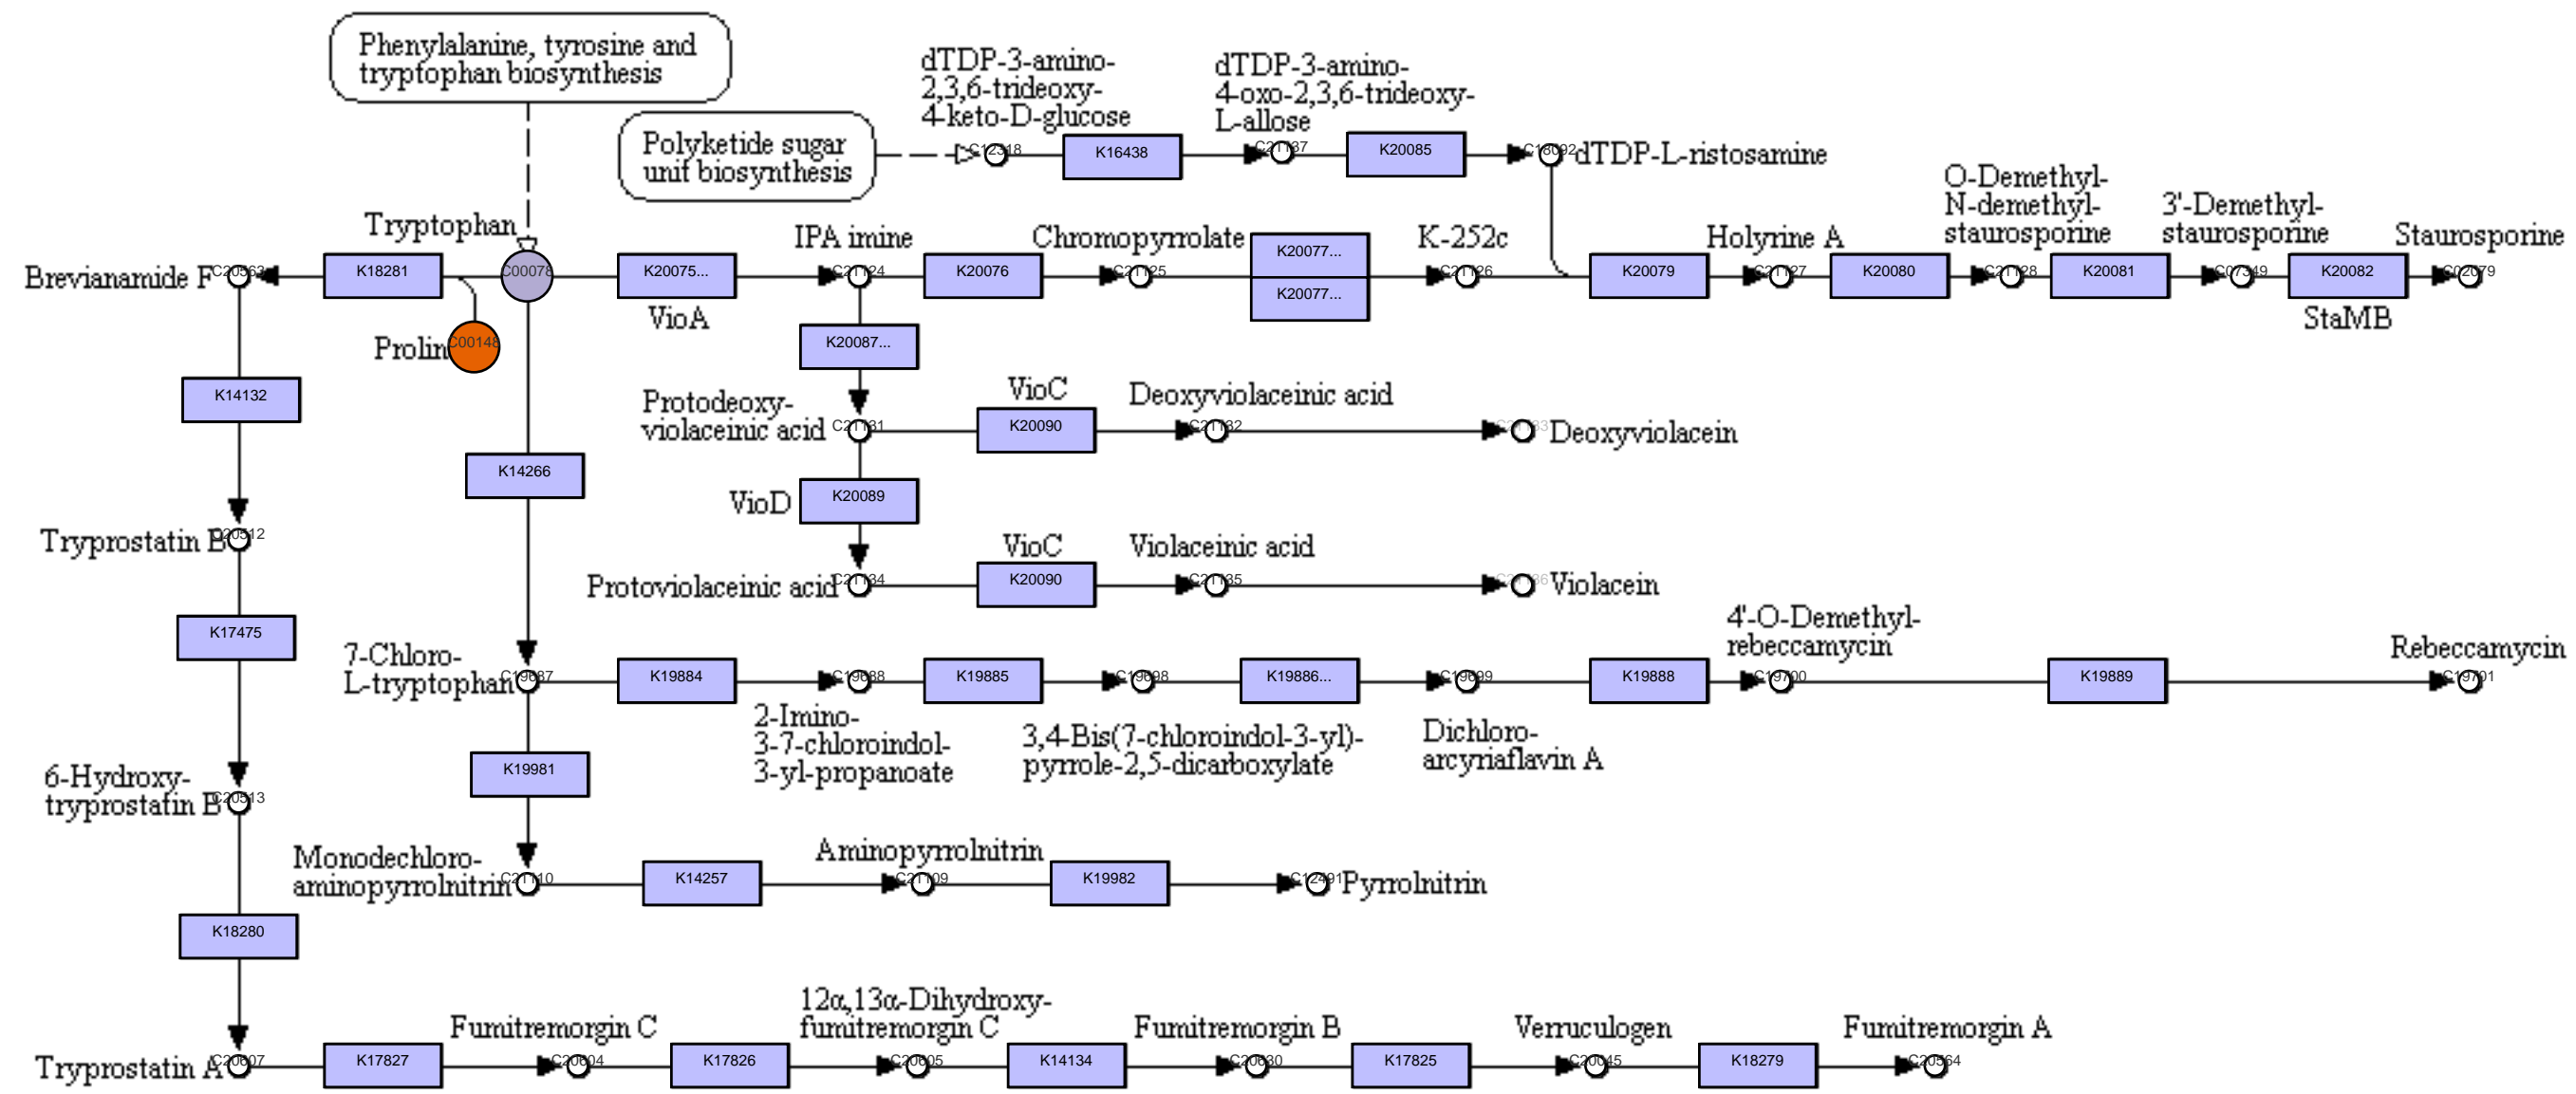 Phenylalanine, tyrosine and
tryptophan biosynthesis
Polyketide sugar
unif biosynthesis
dTDP-3-amino-
2,3,6-trideoxy-
4-keto-D-glucose
dTDP-3-amino-
4-oxo-2,3,6-trideoxy-
L-allose
C12318
K16438
C21137
K20085
C18092
dTDP-L-ristosamine
Tryptophan
IPA imine
Chromopyrrolate
K-252c
Holyrine A
O-Demethyl-
N-demethyl-
staurosporine
3'-Demethyl-
staurosporine
Staurosporine
Brevianamide F
C20563
K18281
C00078
K20075...
VioA
C21124
K20076
C21125
K20077...
K20077...
C21126
K20079
C21127
K20080
C21128
K20081
C07349
K20082
StaMB
C02079
Prolin
C00148
K20087...
K14132
Protodeoxy-
violaceinic acid
C21131
VioC
K20090
Deoxyviolaceinic acid
C21132
Deoxyviolacein
K14266
VioD
K20089
Tryprostatin B
C20512
Protoviolaceinic acid
C21134
VioC
K20090
Violaceinic acid
C21135
Violacein
K17475
7-Chloro-
L-tryptophan
C19687
K19884
C19688
2-Imino-
3-7-chloroindol-
3-yl-propanoate
K19885
C19698
3,4-Bis(7-chloroindol-3-yl)-
pyrrole-2,5-dicarboxylate
K19886...
C19699
Dichloro-
arcyriaflavin A
K19888
4'-O-Demethyl-
rebeccamycin
C19700
K19889
Rebeccamycin
C19701
K19981
6-Hydroxy-
tryprostatin B
C20513
Monodechloro-
aminopyrrolnitrin
C21110
K14257
Aminopyrrolnitrin
C21109
K19982
C12491
Pyrrolnitrin
K18280
Tryprostatin A
C20607
K17827
Fumitremorgin C
C20604
K17826
12α,13α-Dihydroxy-
fumitremorgin C
C20605
K14134
Fumitremorgin B
C20630
K17825
Verruculogen
C20045
K18279
Fumitremorgin A
C20564